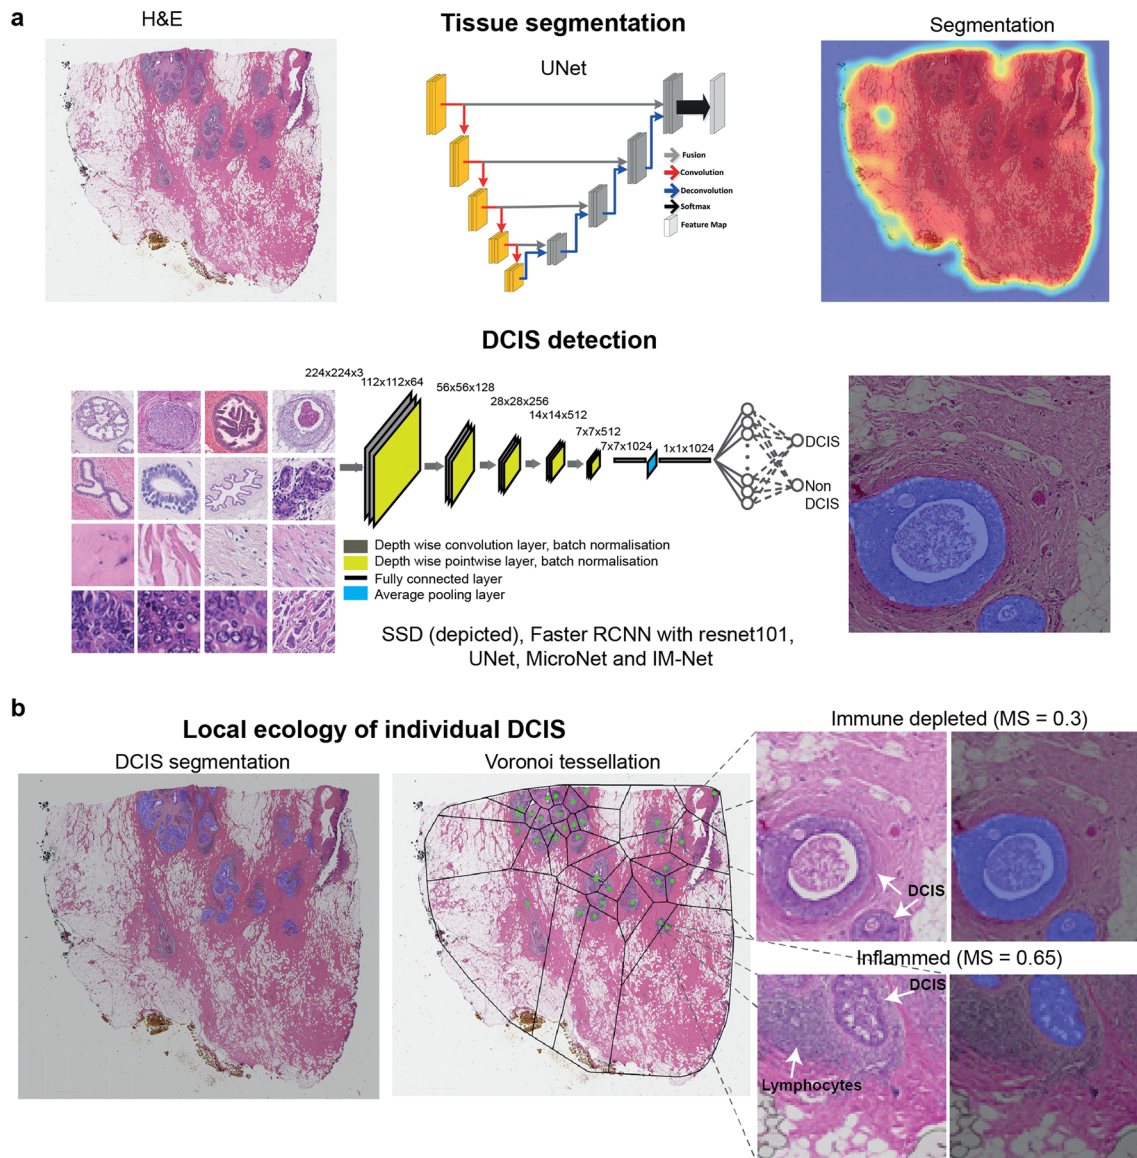 a
H&E
Tissue segmentation
Segmentation
UNet
Fusion
Convolution
Deconvolution
Softmax
Feature Map
DCIS detection
224x224x3
112x112x64
56x56x128
28x28x256
14x14x512
7x7x512
7x7x1024
1x1x1024
DCIS
Non
DCIS
Depth wise convolution layer, batch normalisation
Depth wise pointwise layer, batch normalisation
Fully connected layer
Average pooling layer
SSD (depicted), Faster RCNN with resnet101,
UNet, MicroNet and IM-Net
b
Local ecology of individual DCIS
DCIS segmentation
Voronoi tessellation
Immune depleted (MS = 0.3)
DCIS
Inflammed (MS = 0.65)
DCIS
Lymphocytes